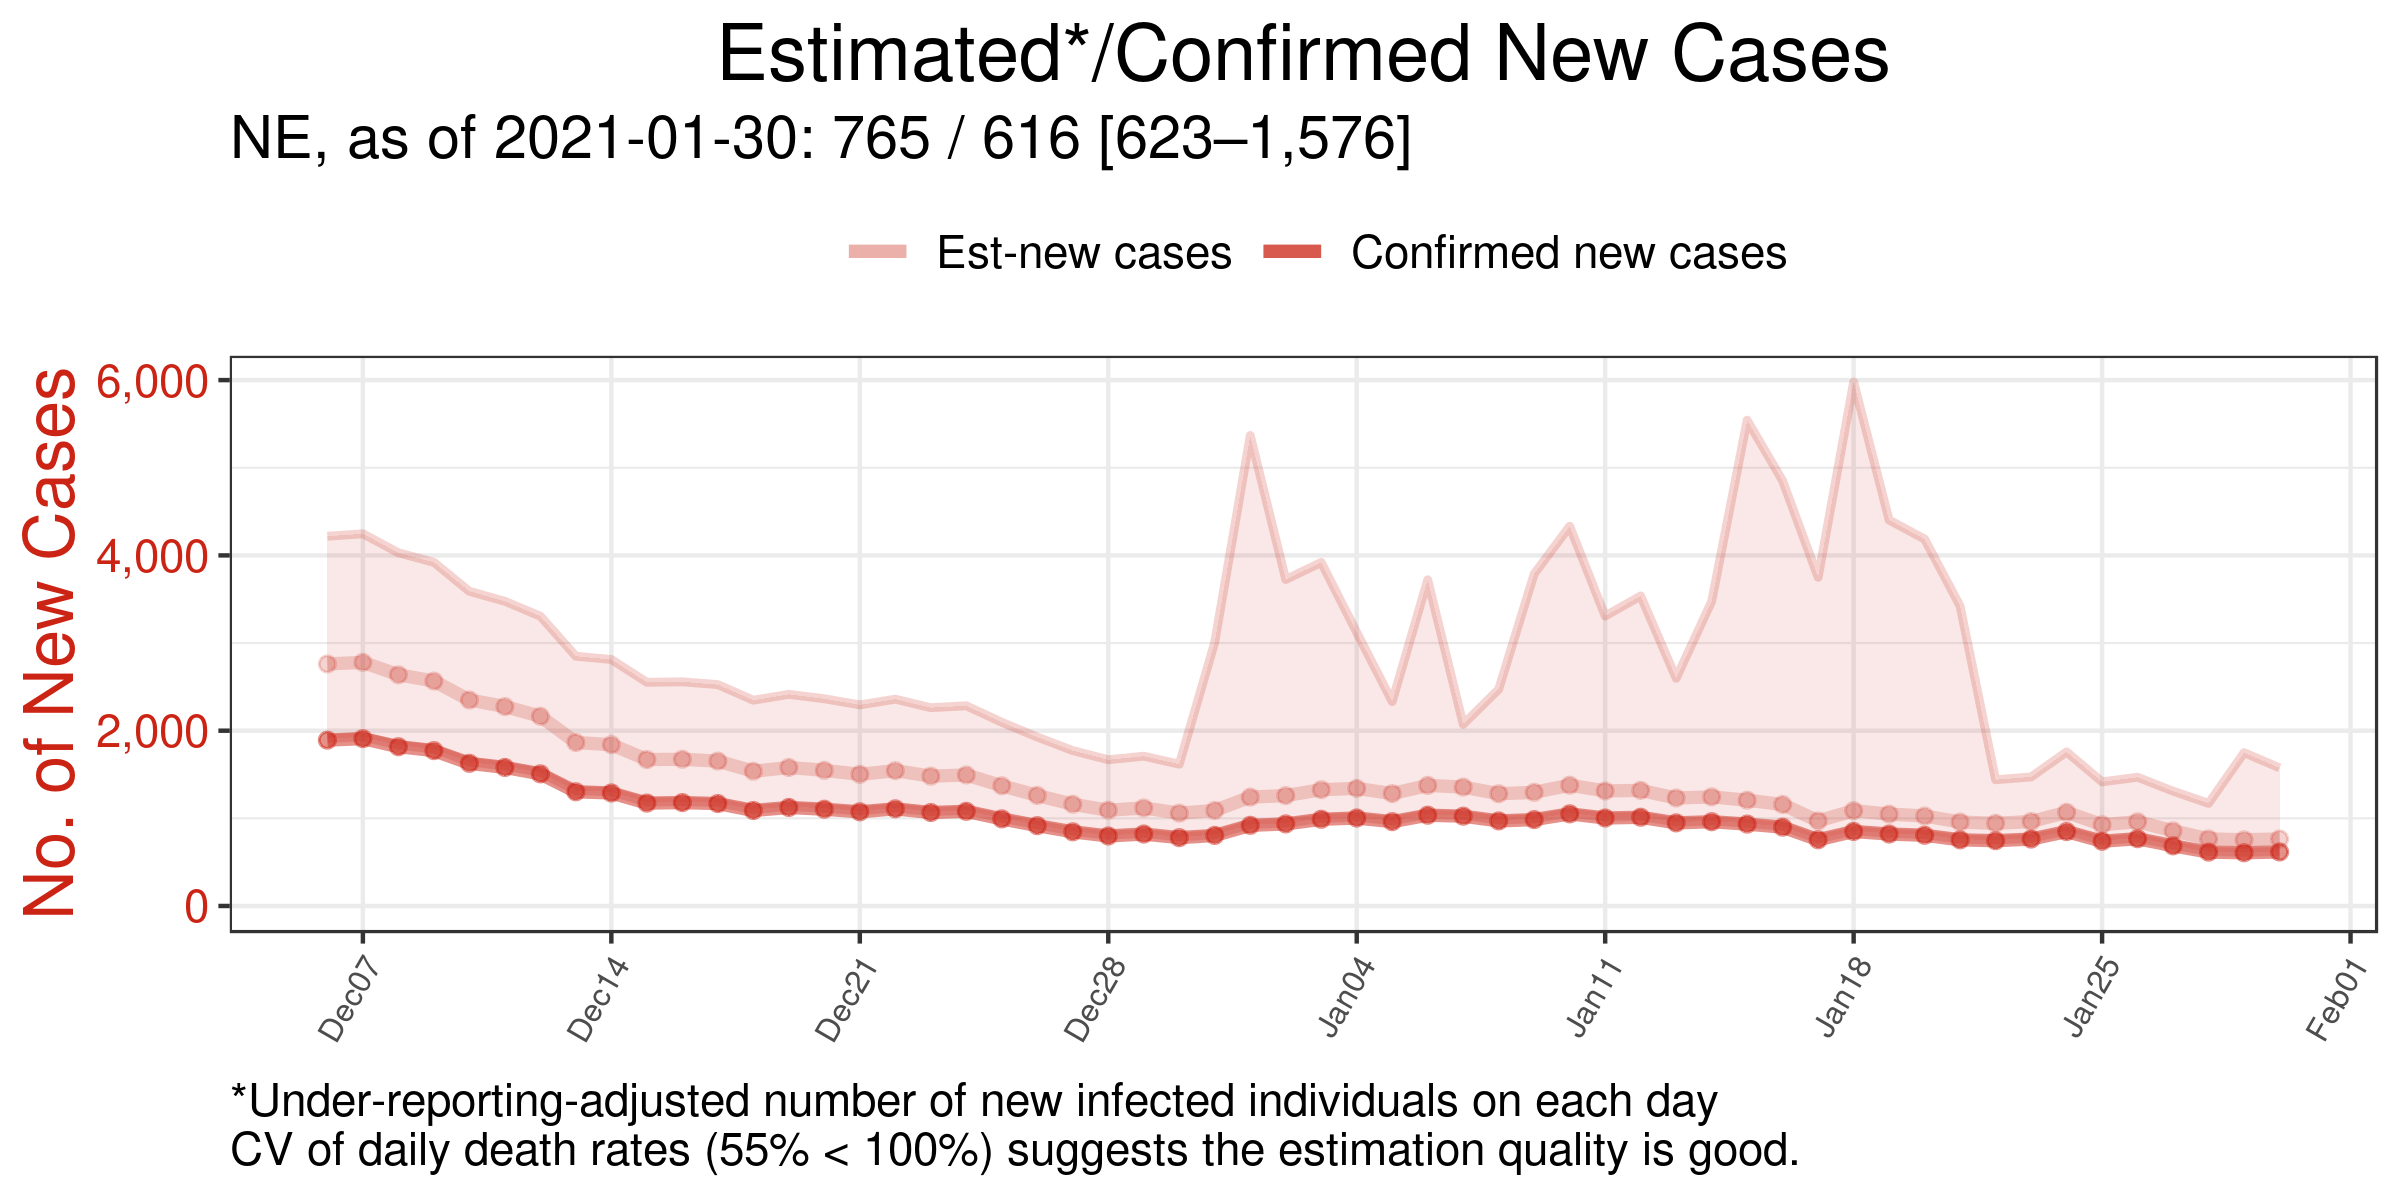 Estimated*/Confirmed New Cases
NE, as of 2021-01-30: 765 / 616 [623–1,576]
Est-new cases Confirmed new cases
No. of New Cases
6,000
4,000
2,000
0
Dec07 Dec14 Dec21 Dec28 Jan04 Jan11 Jan18 Jan25 Feb01
*Under-reporting-adjusted number of new infected individuals on each day
CV of daily death rates (55% < 100%) suggests the estimation quality is good.